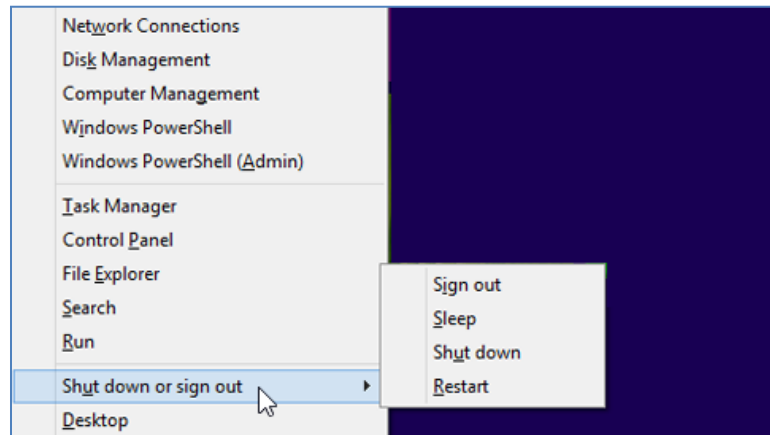 Network Connections
Disk Management
Computer Management
Windows PowerShell
Windows PowerShell (Admin)
Task Manager
Control Panel
File Explorer
Search
Run
Shut down or sign out
Desktop
Sign out
Sleep
Shut down
Restart